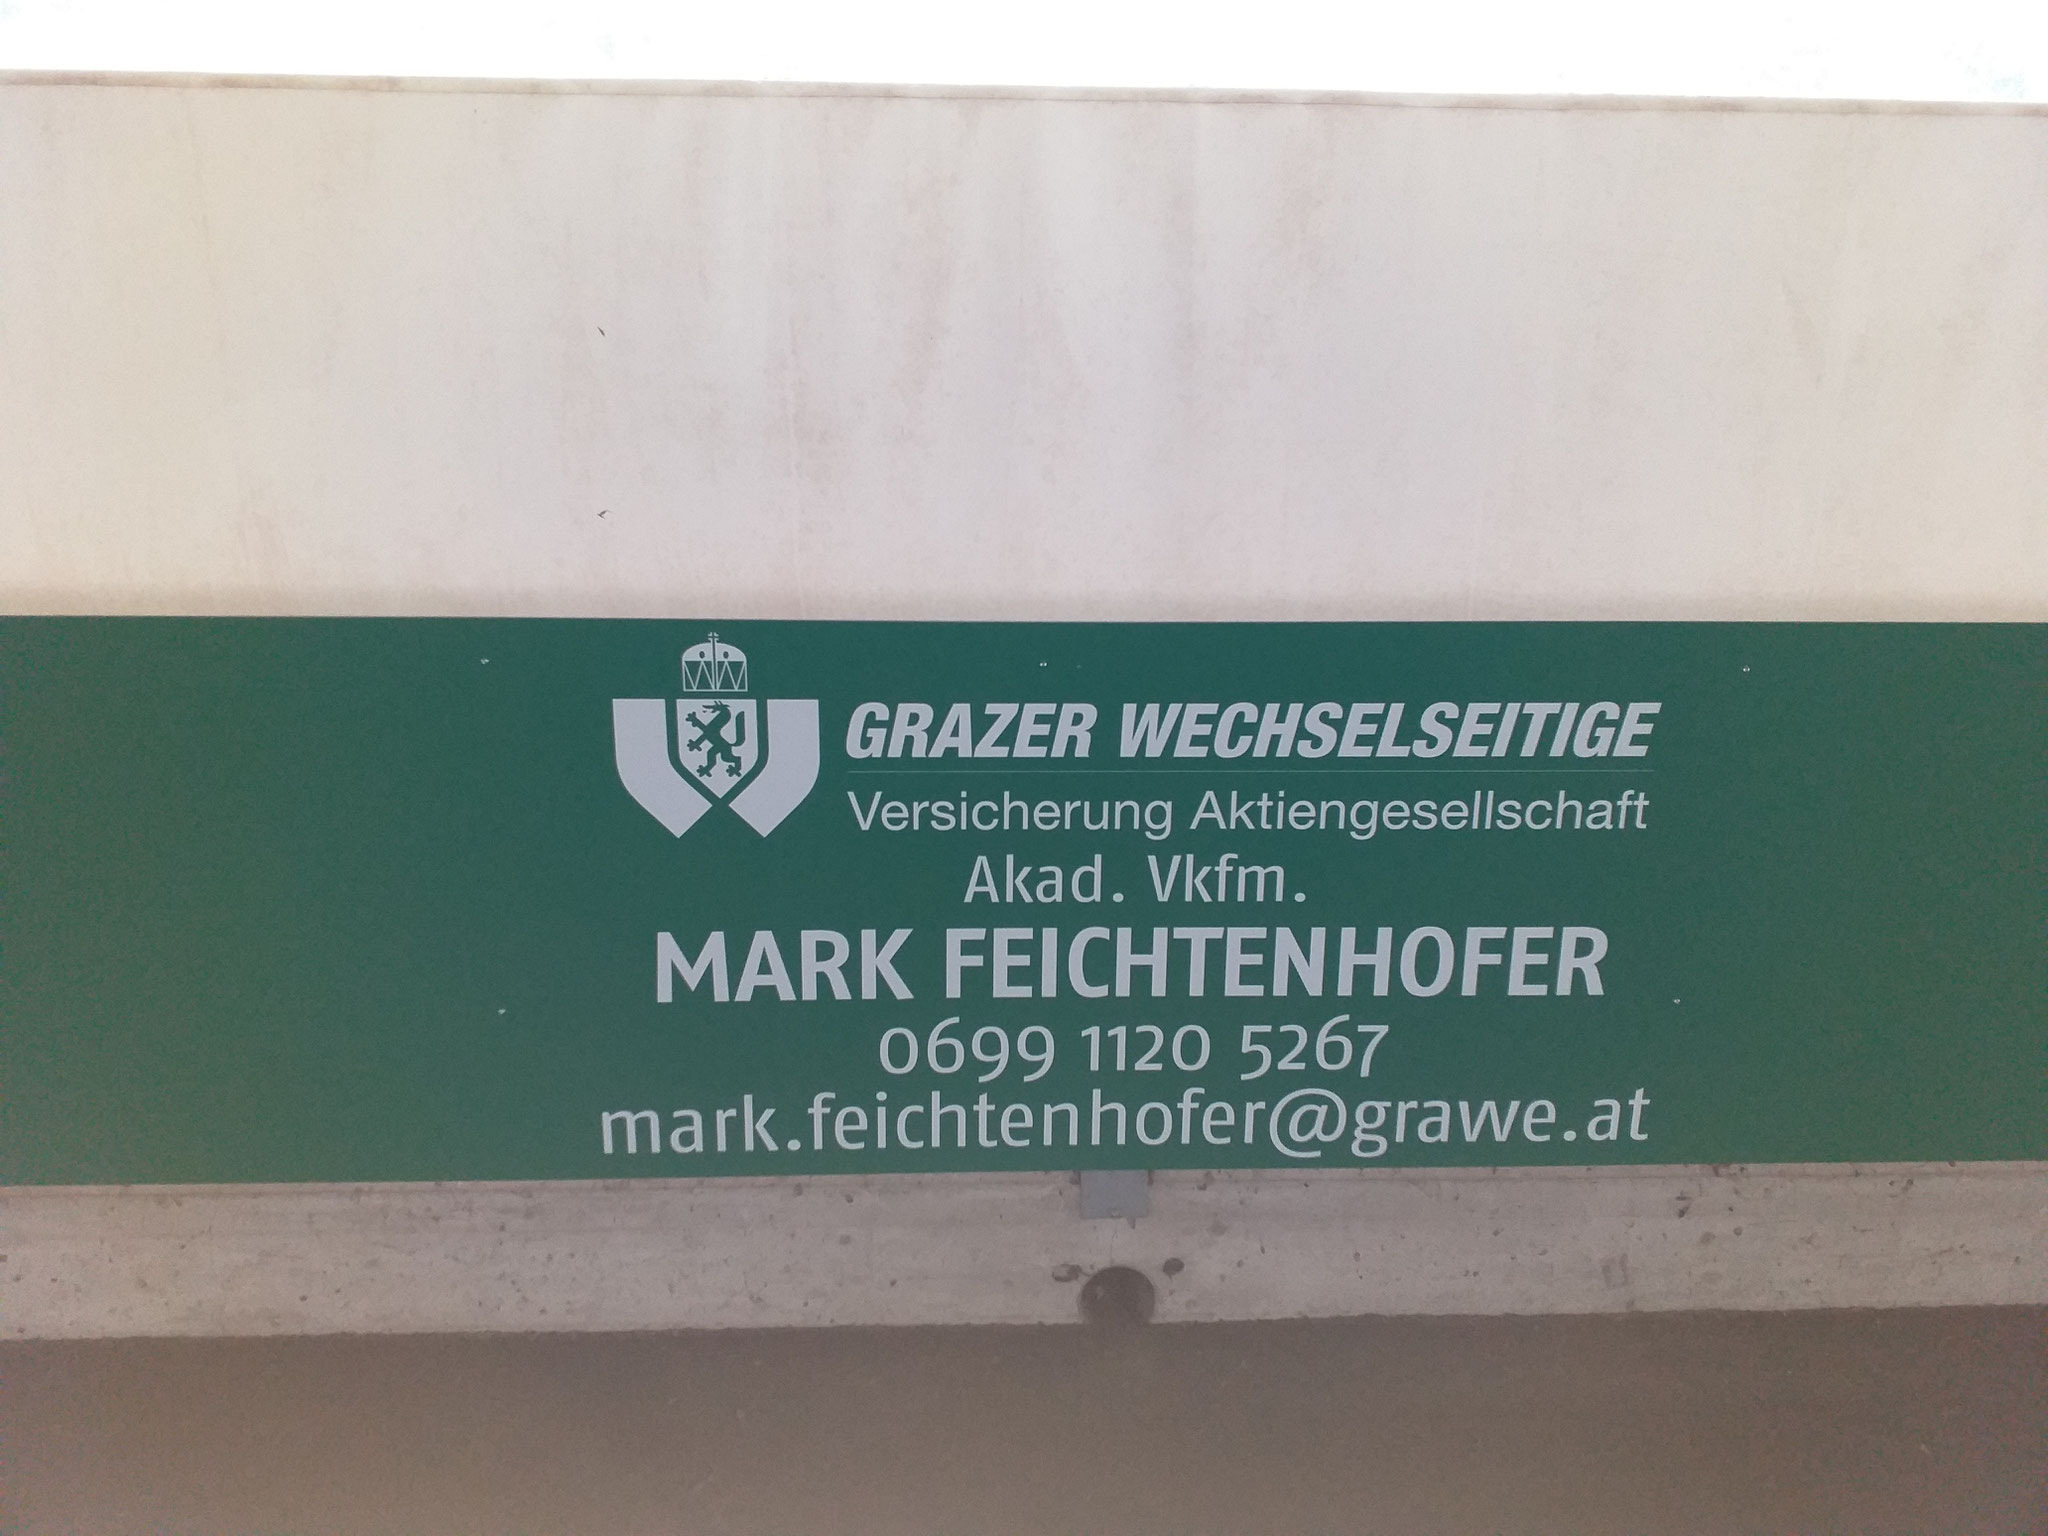 GRAZER WECHSELSEITIGE
Versicherung Aktiengesellschaft
Akad. Vkfm.
MARK FEICHTENHOFER
0699 1120 5267
mark.feichtenhofer@grawe.at